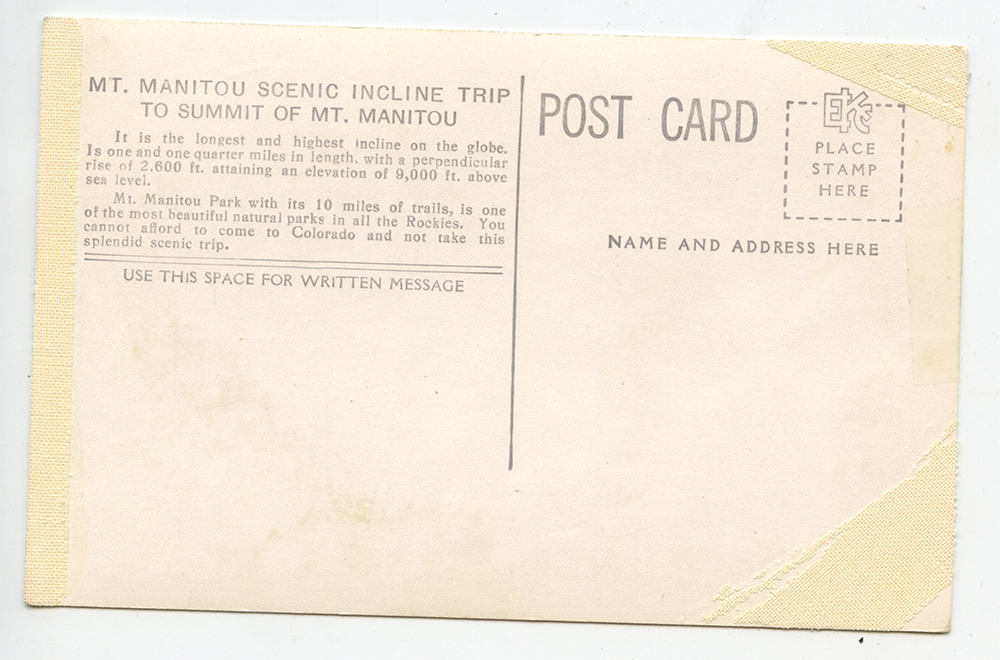 MT. MANITOU SCENIC INCLINE TRIP
TO SUMMIT OF MT. MANITOU
It is the longest and highest incline on the globe.
Is one and one quarter miles in length, with a perpendicular
rise of 2,600 ft. attaining an elevation of 9,000 ft. above
sea level.
Mt. Manitou Park with its 10 miles of trails, is one
of the most beautiful natural parks in all the Rockies. You
cannot afford to come to Colorado and not take this
splendid scenic trip.
USE THIS SPACE FOR WRITTEN MESSAGE
POST CARD
EKC
PLACE
STAMP
HERE
NAME AND ADDRESS HERE